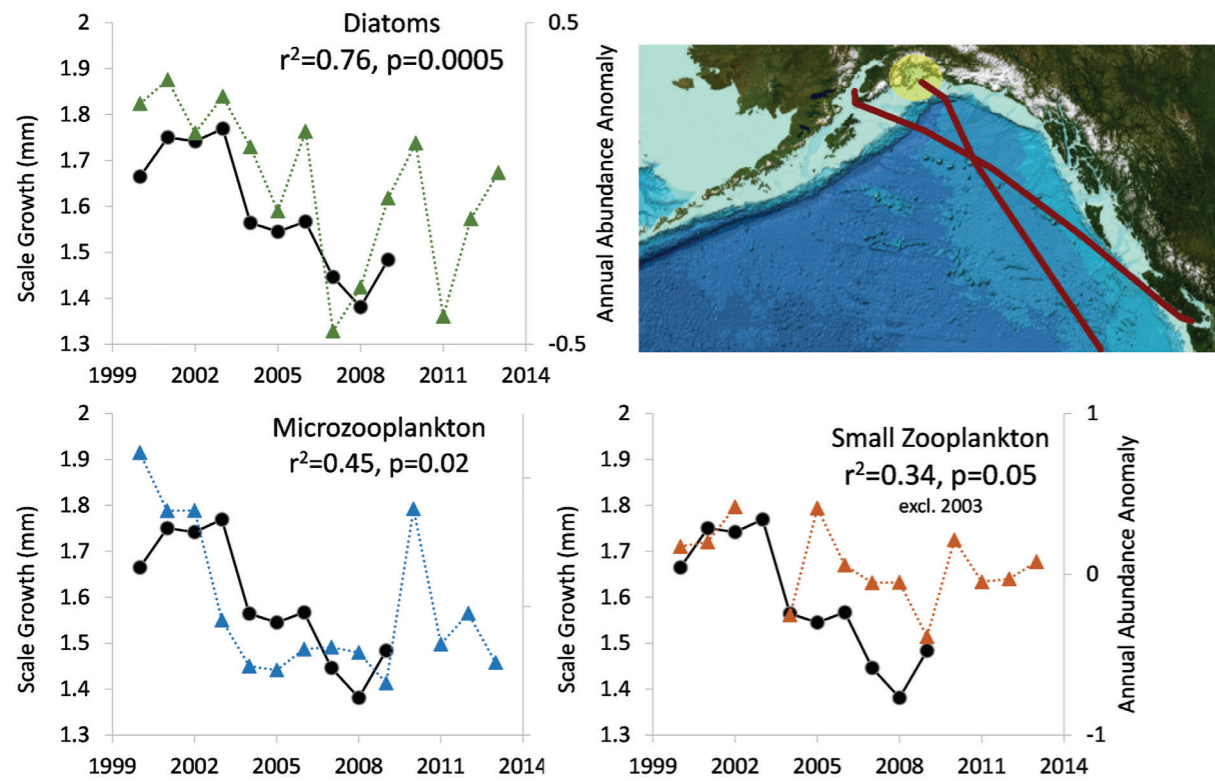 Diatoms
r²=0.76, p=0.0005
2
1.9
1.8
1.7
1.6
1.5
1.4
1.3
Scale Growth (mm)
0.5
-0.5
Annual Abundance Anomaly
1999 2002 2005 2008 2011 2014
Microzooplankton
r²=0.45, p=0.02
2
1.9
1.8
1.7
1.6
1.5
1.4
1.3
Scale Growth (mm)
1999 2002 2005 2008 2011 2014
Small Zooplankton
r²=0.34, p=0.05
excl. 2003
2
1.9
1.8
1.7
1.6
1.5
1.4
1.3
Scale Growth (mm)
1
0
-1
Annual Abundance Anomaly
1999 2002 2005 2008 2011 2014